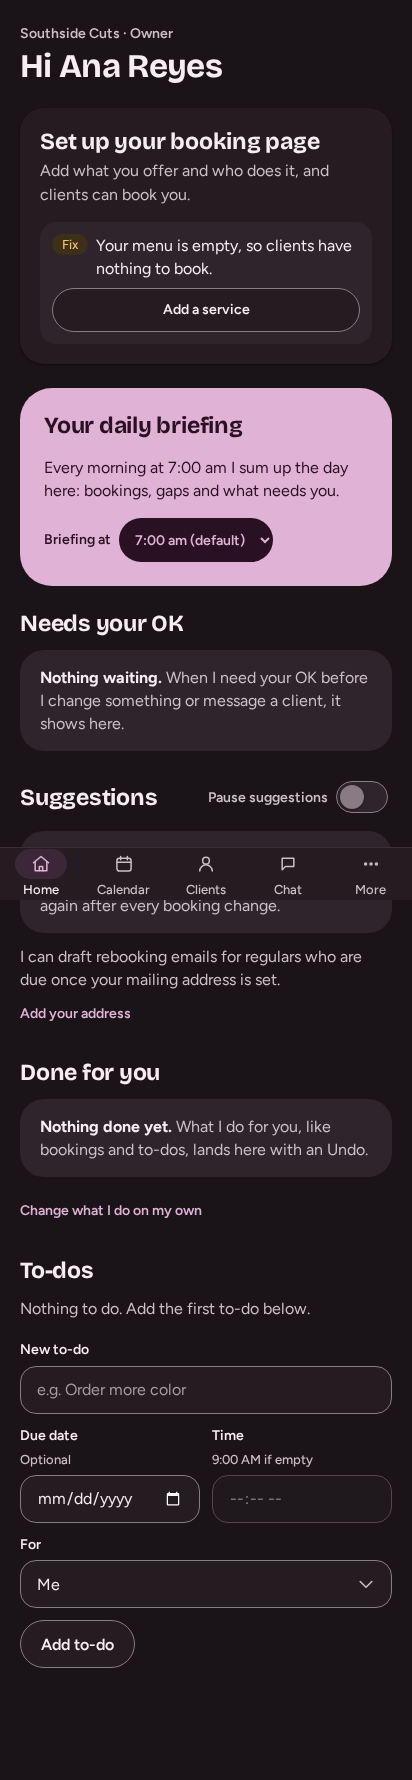 Southside Cuts · Owner
Hi Ana Reyes
Set up your booking page
Add what you offer and who does it, and
clients can book you.
Fix
Your menu is empty, so clients have
nothing to book.
Add a service
Your daily briefing
Every morning at 7:00 am I sum up the day
here: bookings, gaps and what needs you.
Briefing at
7:00 am (default)
Needs your OK
Nothing waiting. When I need your OK before
I change something or message a client, it
shows here.
Suggestions
Pause suggestions
Home
Calendar
Clients
Chat
More
again after every booking change.
I can draft rebooking emails for regulars who are
due once your mailing address is set.
Add your address
Done for you
Nothing done yet. What I do for you, like
bookings and to-dos, lands here with an Undo.
Change what I do on my own
To-dos
Nothing to do. Add the first to-do below.
New to-do
e.g. Order more color
Due date
Time
Optional
9:00 AM if empty
mm/dd/yyyy
--:-- --
For
Me
Add to-do